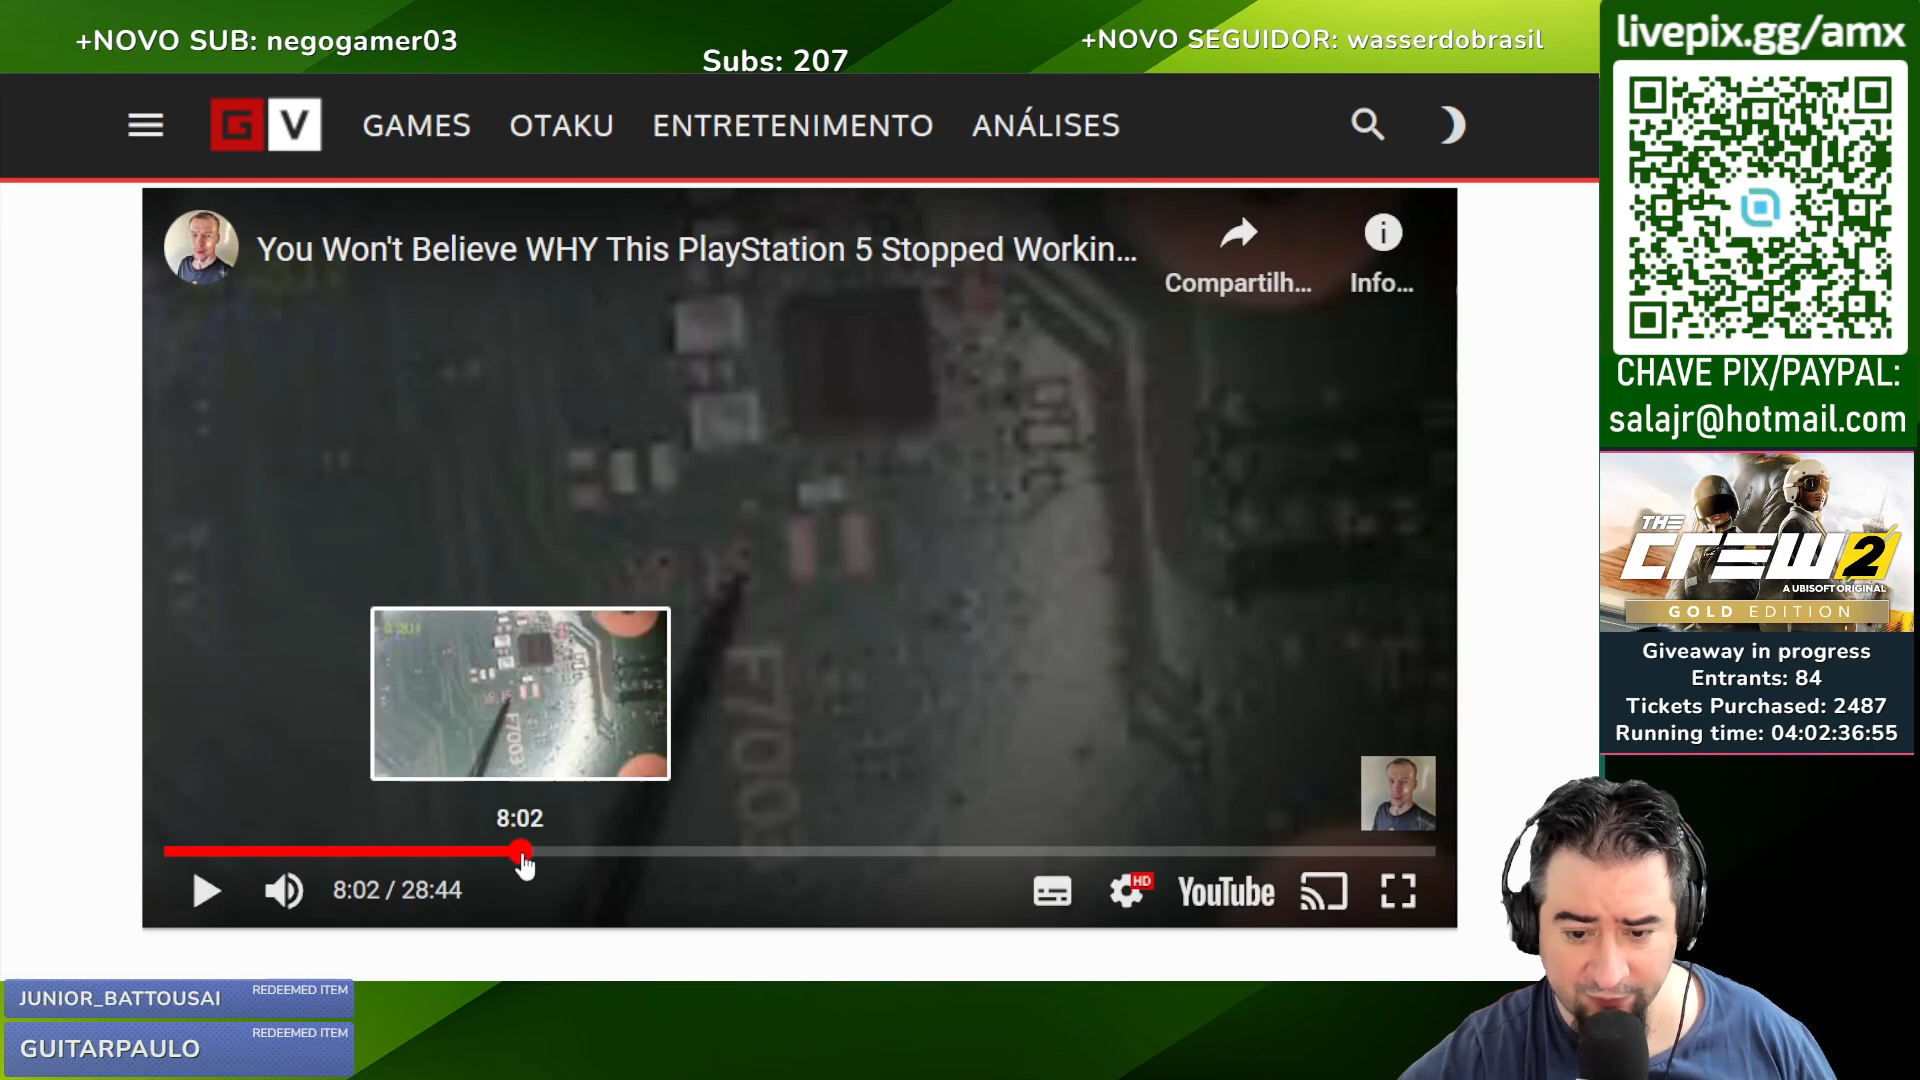 +NOVO SUB: negogamer03
Subs: 207
+NOVO SEGUIDOR: wasserdobrasil
livepix.gg/amx
G V
GAMES
OTAKU
ENTRETENIMENTO
ANÁLISES
You Won't Believe WHY This PlayStation 5 Stopped Workin...
Compartilh...
Info...
F7003
F7003
8:02
8:02 / 28:44
HD
YouTube
CHAVE PIX/PAYPAL:
salajr@hotmail.com
THE
CREW 2
A UBISOFT ORIGINAL
GOLD EDITION
Giveaway in progress
Entrants: 84
Tickets Purchased: 2487
Running time: 04:02:36:55
JUNIOR_BATTOUSAI
REDEEMED ITEM
GUITARPAULO
REDEEMED ITEM